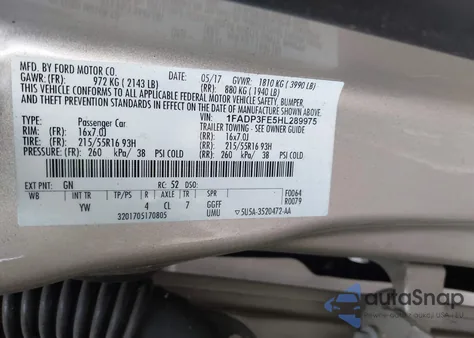 MFD. BY FORD MOTOR CO.
DATE: 05/17 GVWR: 1810 KG ( 3990 LB)
GAWR: (FR): 972 KG ( 2143 LB) (RR): 880 KG ( 1940 LB)
THIS VEHICLE CONFORMS TO ALL APPLICABLE FEDERAL MOTOR VEHICLE SAFETY, BUMPER,
AND THEFT PREVENTION STANDARDS IN EFFECT ON THE DATE OF MANUFACTURE SHOWN ABOVE.
VEHICLE: 1FADP3FE5HL289975
TYPE: Passenger Car TIRE/TOWING - SEE OWNERS MANUAL
RIM: (FR): 16x7.0J (RR): 16x7.0J
TIRE: (FR): 215/55R16 93H (RR): 215/55R16 93H
PRESSURE: (FR): 260 kPa/ 38 PSI COLD (RR): 260 kPa/ 38 PSI COLD
EXT PNT: GN RC: 52 DSO:
WB INT TR TP/PS R AXLE TR SPR F0064
YW 4 CL 7 GGFF R0079
3201705170805 UMU 5U5A-3520472-AA
autoSnap